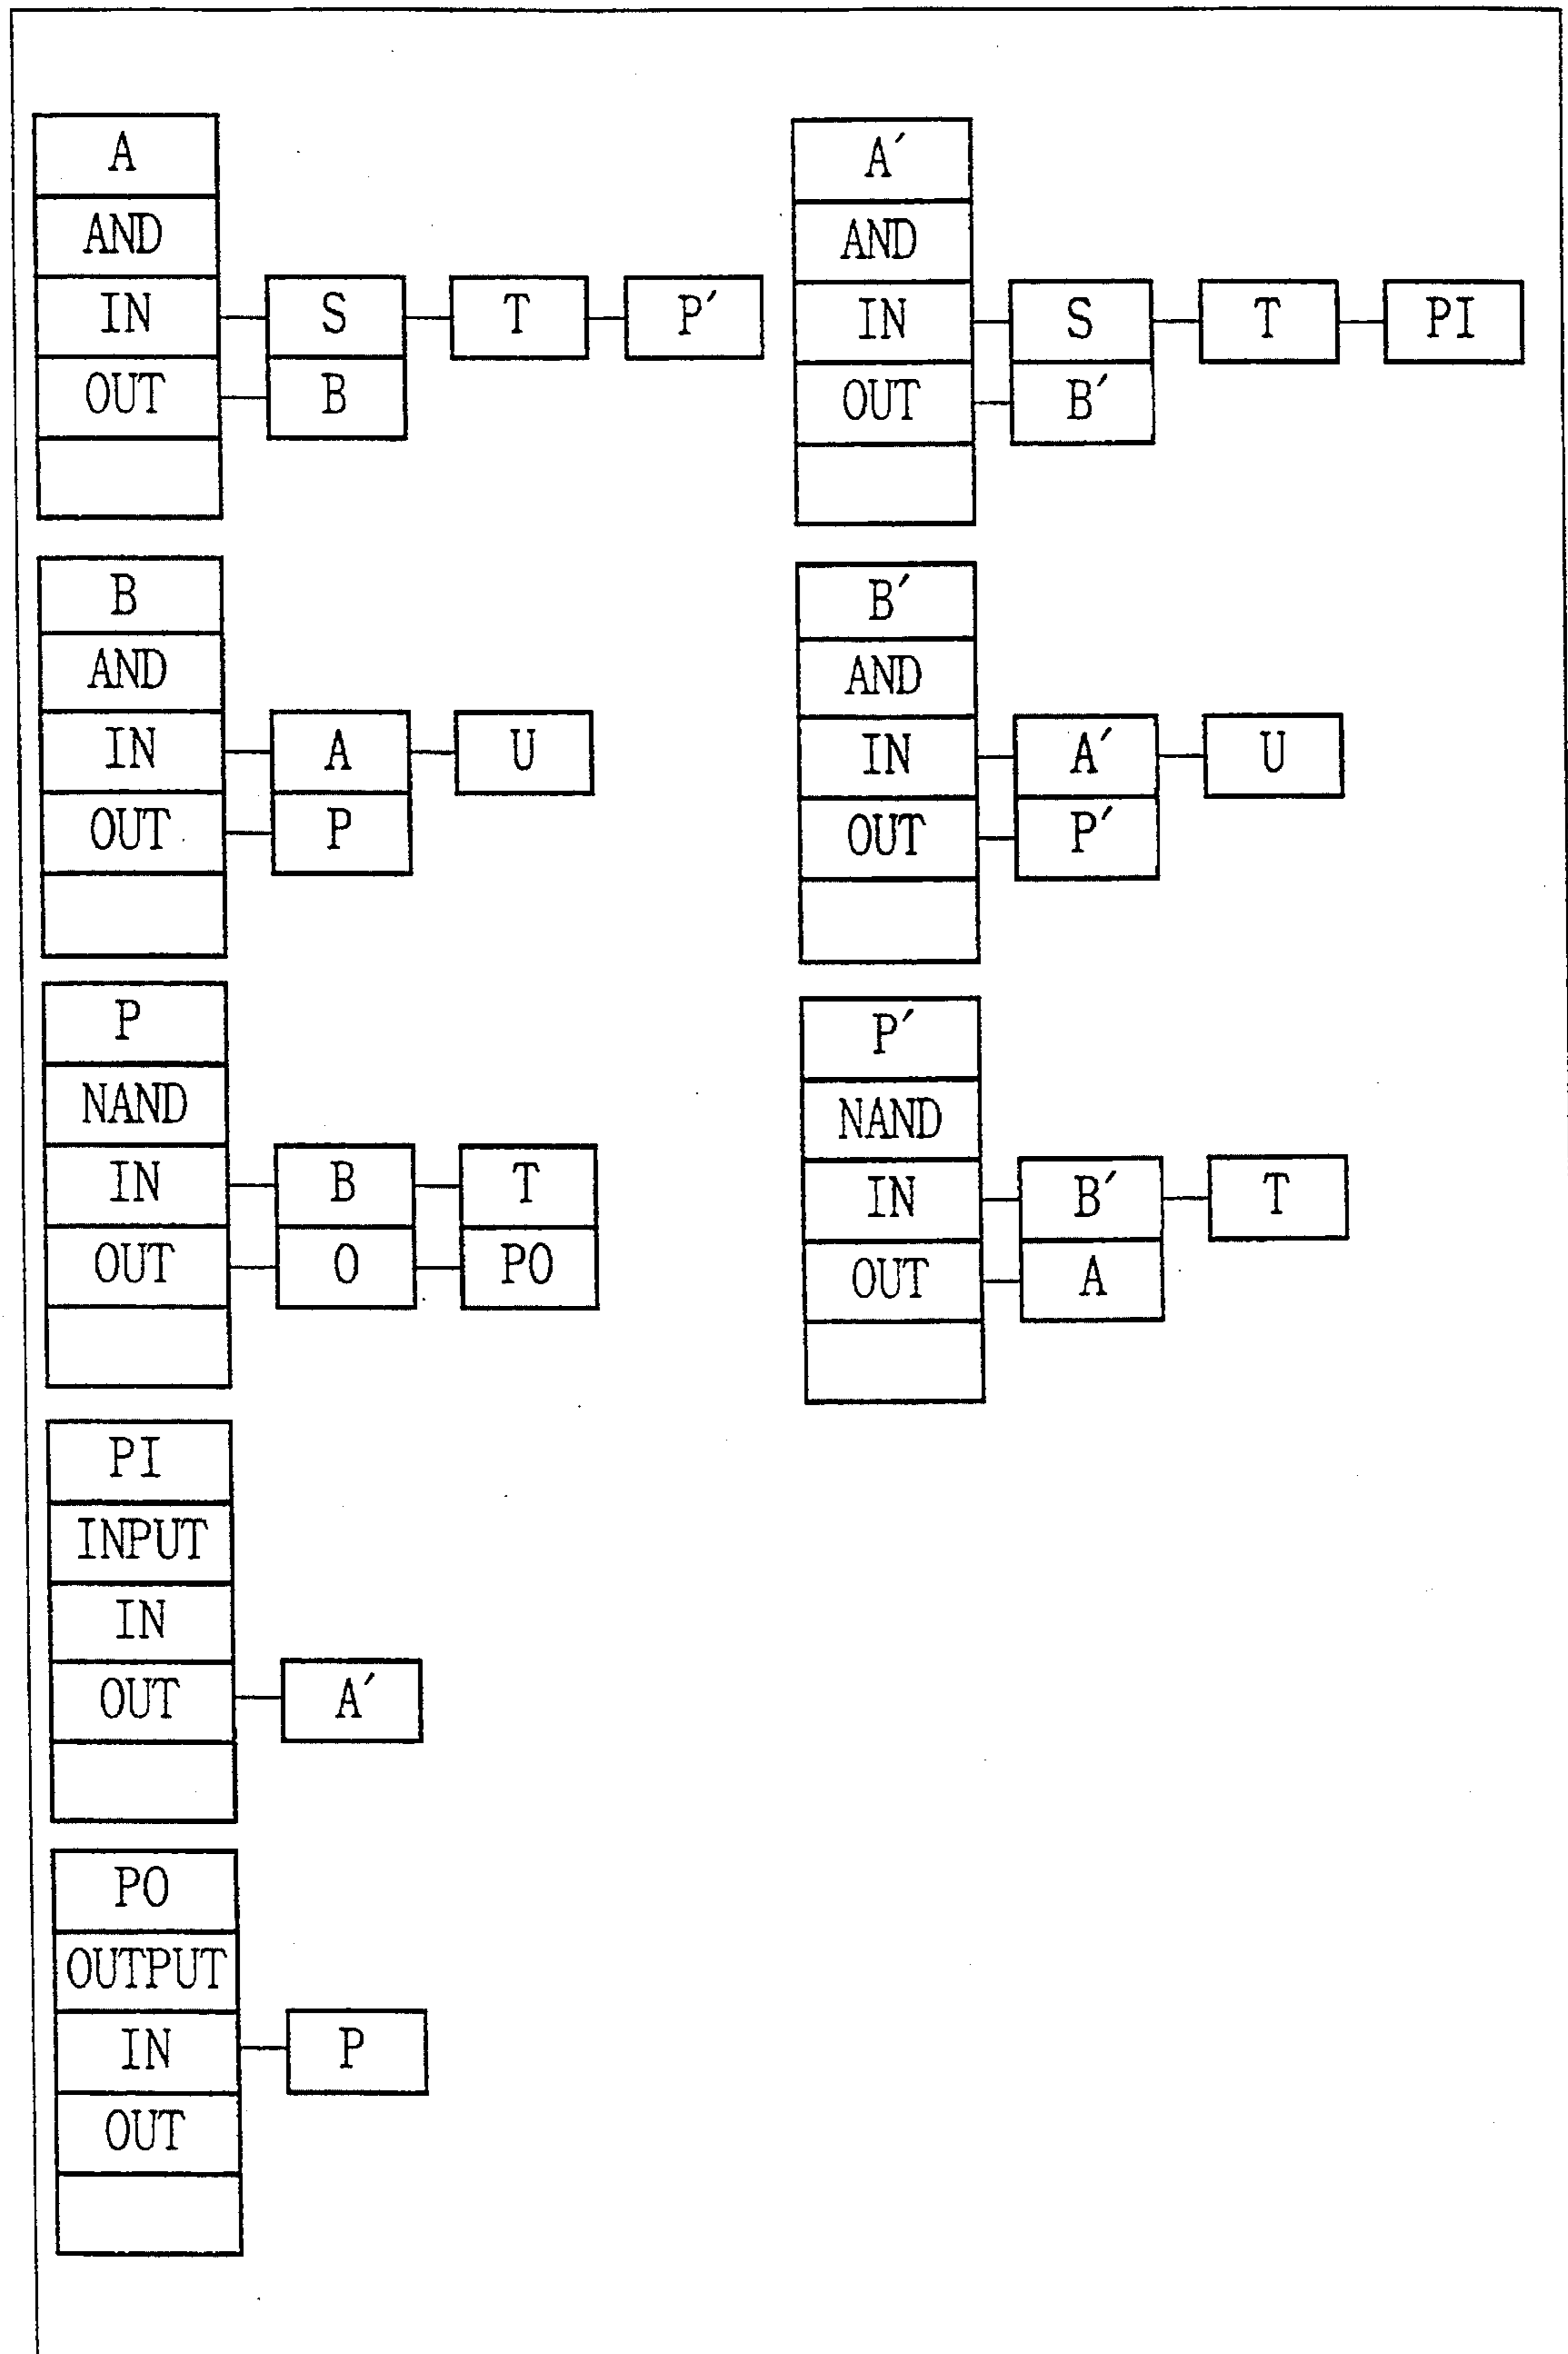 A
AND
IN S T P'
OUT B
B
AND
IN A U
OUT P
P
NAND
IN B T
OUT O PO
PI
INPUT
IN
OUT A′
PO
OUTPUT
IN P
OUT
A′
AND
IN S T PI
OUT B′
B′
AND
IN A′ U
OUT P′
P′
NAND
IN B′ T
OUT A